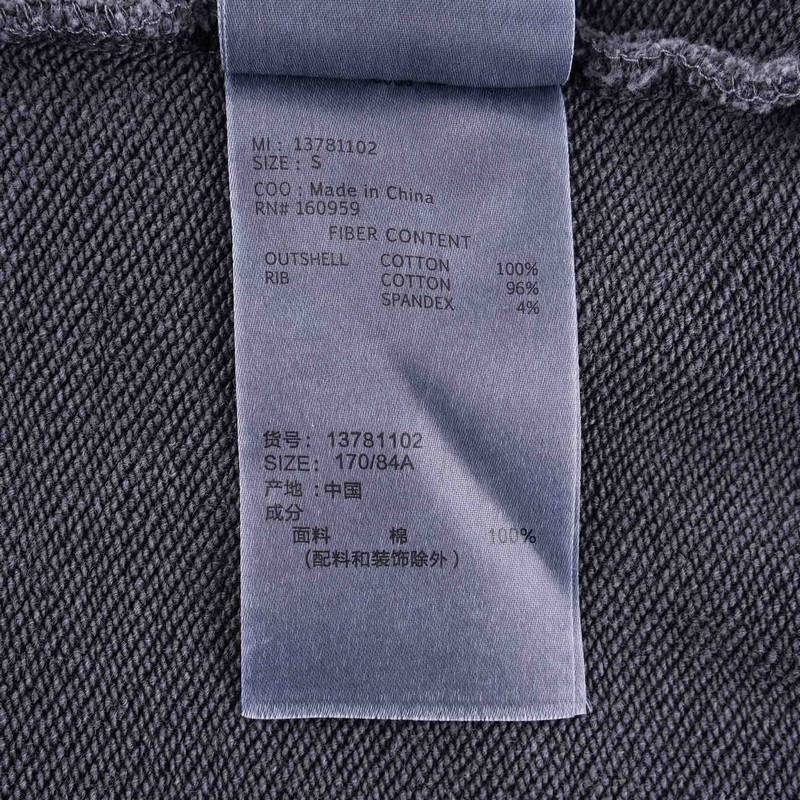 MI : 13781102
SIZE : S
COO : Made in China
RN# 160959
FIBER CONTENT
OUTSHELL COTTON 100%
RIB COTTON 96%
SPANDEX 4%
货号: 13781102
SIZE: 170/84A
产地 :中国
成分
面料 棉 100%
(配料和装饰除外)